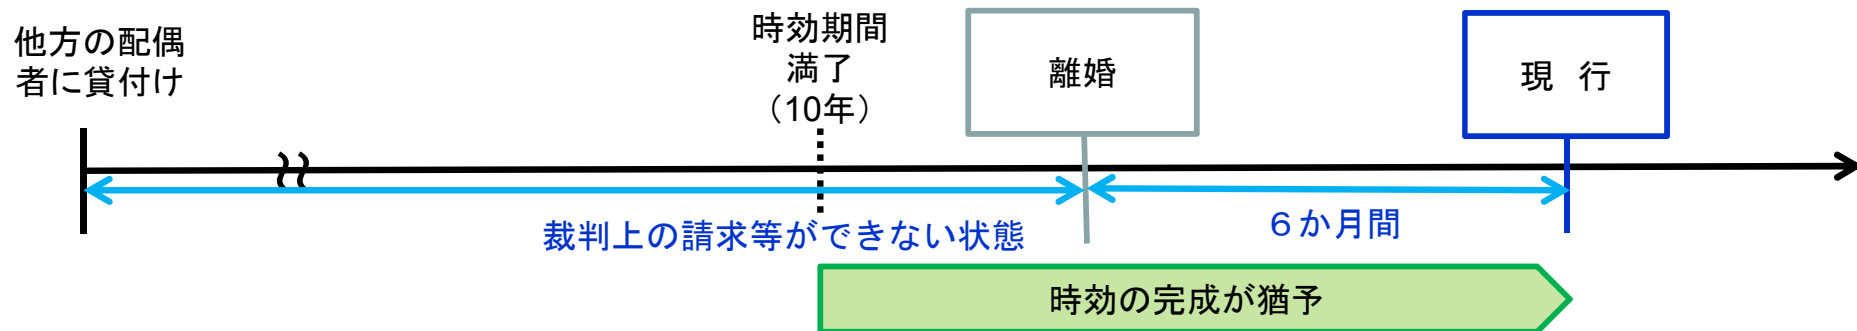 他方の配偶
者に貸付け
時効期間
満了
（10年）
離婚
現　行
裁判上の請求等ができない状態
６か月間
時効の完成が猶予